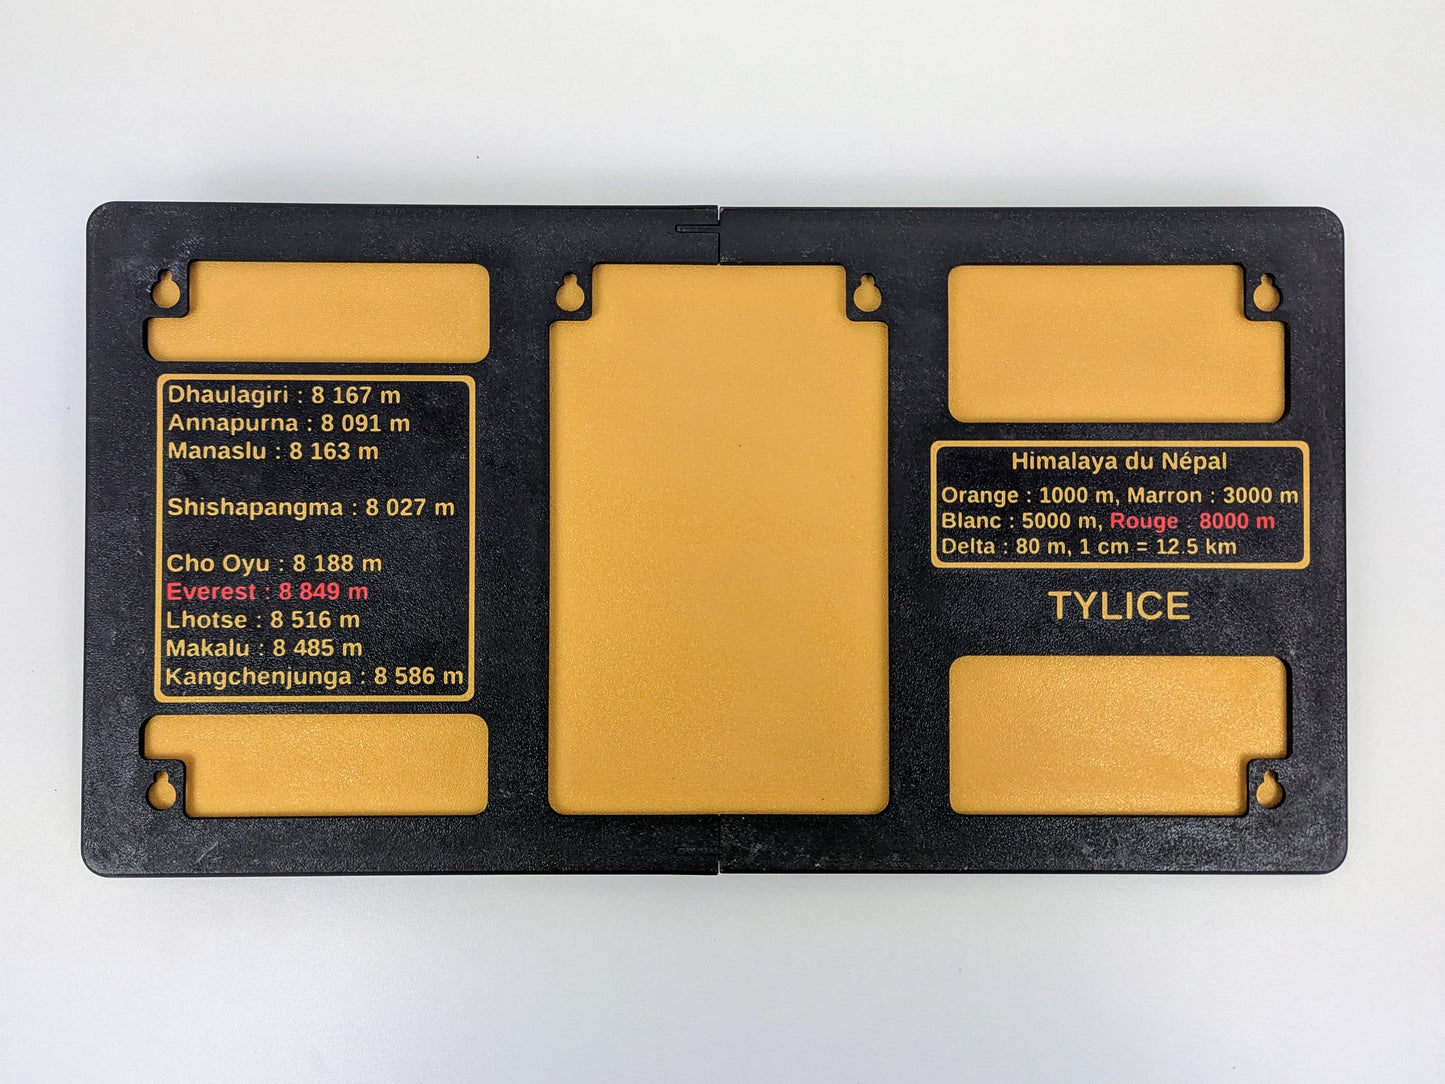 Dhaulagiri : 8 167 m
Annapurna : 8 091 m
Manaslu : 8 163 m
Shishapangma : 8 027 m
Cho Oyu : 8 188 m
Everest : 8 849 m
Lhotse : 8 516 m
Makalu : 8 485 m
Kangchenjunga : 8 586 m
Himalaya du Népal
Orange : 1000 m, Marron : 3000 m
Blanc : 5000 m, Rouge : 8000 m
Delta : 80 m, 1 cm = 12.5 km
TYLICE